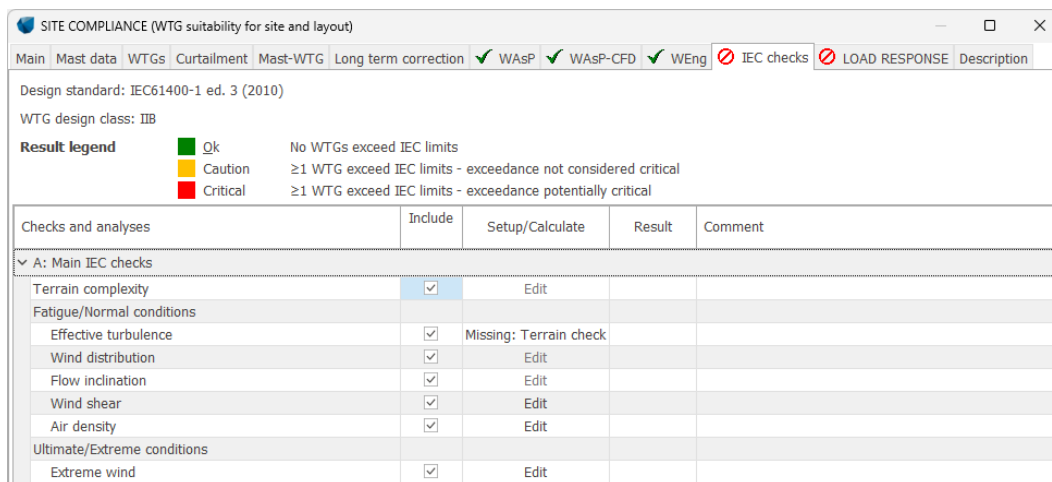 SITE COMPLIANCE (WTG suitability for site and layout)
Main Mast data WTGs Curtailment Mast-WTG Long term correction WAsP WAsP-CFD WEng IEC checks LOAD RESPONSE Description
Design standard: IEC61400-1 ed. 3 (2010)
WTG design class: IIB
Result legend Ok No WTGs exceed IEC limits
Caution ≥1 WTG exceed IEC limits - exceedance not considered critical
Critical ≥1 WTG exceed IEC limits - exceedance potentially critical
Checks and analyses Include Setup/Calculate Result Comment
A: Main IEC checks
Terrain complexity Edit
Fatigue/Normal conditions
Effective turbulence Missing: Terrain check
Wind distribution Edit
Flow inclination Edit
Wind shear Edit
Air density Edit
Ultimate/Extreme conditions
Extreme wind Edit